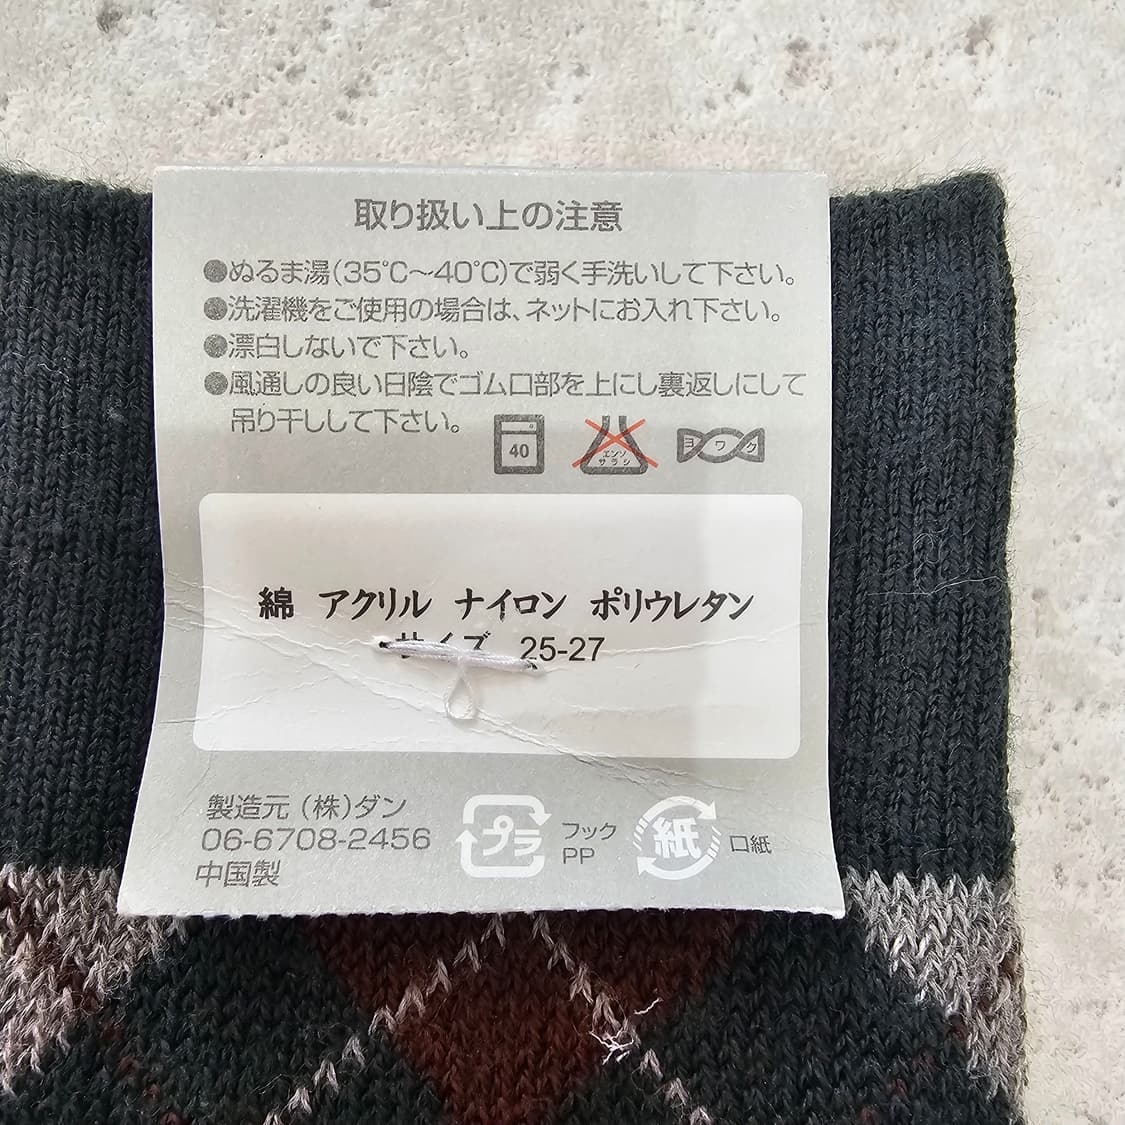 取り扱い上の注意
●ぬるま湯(35℃〜40℃)で弱く手洗いして下さい。
●洗濯機をご使用の場合は、ネットにお入れ下さい。
●漂白しないで下さい。
●風通しの良い日陰でゴム口部を上にし裏返しにして
吊り干しして下さい。
40
エンソ
サラシ
ヨワク
綿 アクリル ナイロン ポリウレタン
サイズ 25-27
製造元 (株)ダン
06-6708-2456
中国製
プラ
フック
PP
紙
口紙